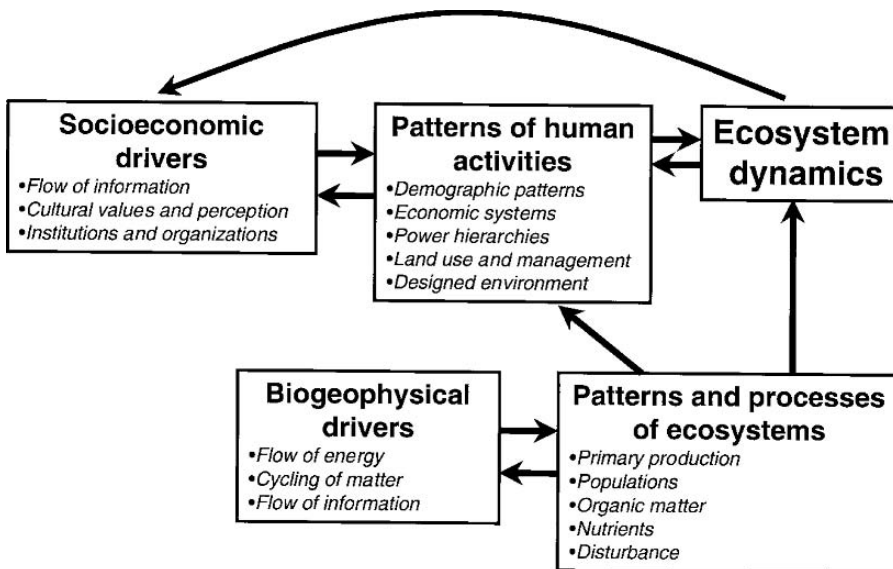 Socioeconomic
drivers
•Flow of information
•Cultural values and perception
•Institutions and organizations
Patterns of human
activities
•Demographic patterns
•Economic systems
•Power hierarchies
•Land use and management
•Designed environment
Ecosystem
dynamics
Biogeophysical
drivers
•Flow of energy
•Cycling of matter
•Flow of information
Patterns and processes
of ecosystems
•Primary production
•Populations
•Organic matter
•Nutrients
•Disturbance